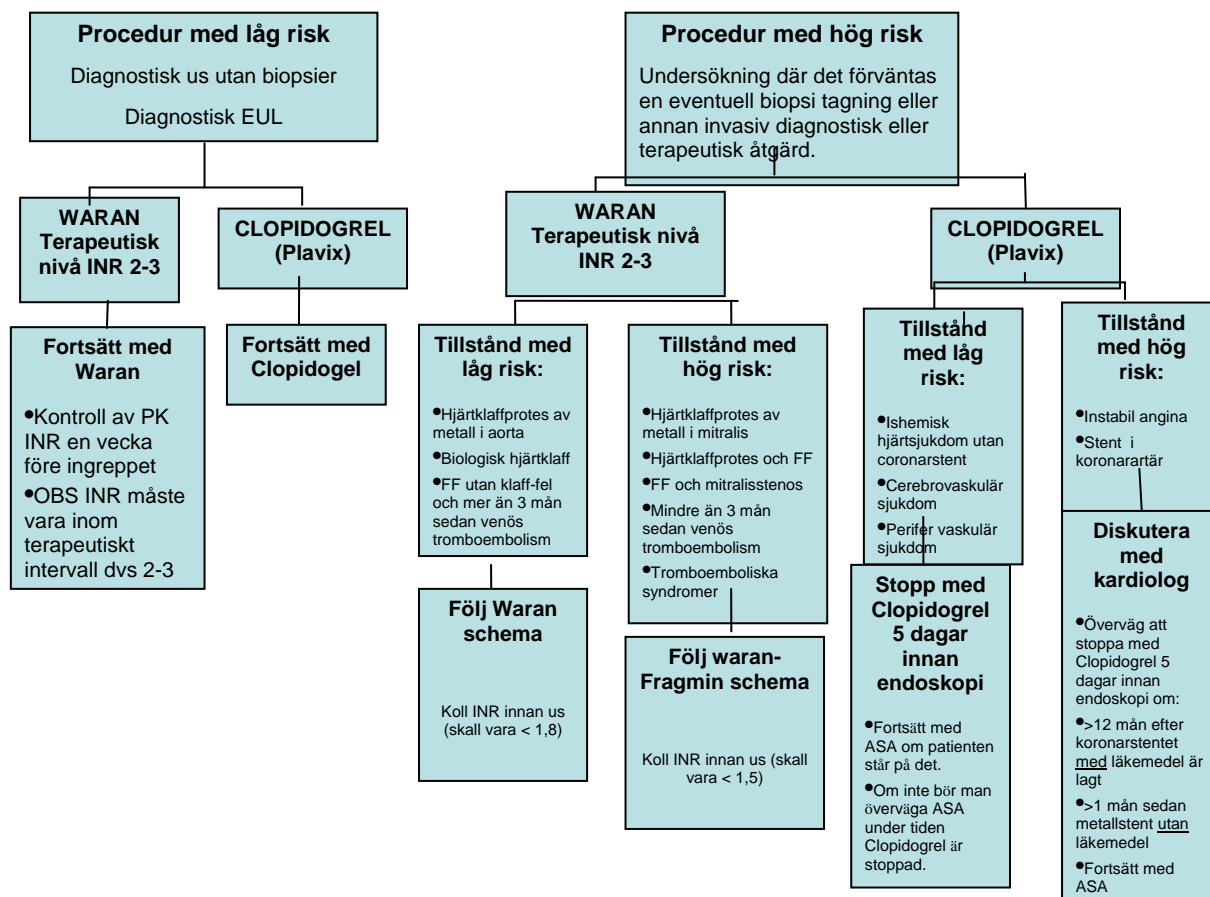 Procedur med låg risk
Diagnostisk us utan biopsier
Diagnostisk EUL
WARAN
Terapeutisk
nivå INR 2-3
CLOPIDOGREL
(Plavix)
Fortsätt med
Waran
•Kontroll av PK
INR en vecka
före ingreppet
•OBS INR måste
vara inom
terapeutiskt
intervall dvs 2-3
Fortsätt med
Clopidogel
Procedur med hög risk
Undersökning där det förväntas
en eventuell biopsi tagning eller
annan invasiv diagnostisk eller
terapeutisk åtgärd.
WARAN
Terapeutisk nivå
INR 2-3
Tillstånd med
låg risk:
•Hjärtklaffprotes av
metall i aorta
•Biologisk hjärtklaff
•FF utan klaff-fel
och mer än 3 mån
sedan venös
tromboembolism
Följ Waran
schema
Koll INR innan us
(skall vara < 1,8)
Tillstånd med
hög risk:
•Hjärtklaffprotes av
metall i mitralis
•Hjärtklaffprotes och FF
•FF och mitralisstenos
•Mindre än 3 mån
sedan venös
tromboembolism
•Tromboemboliska
syndromer
Följ waran-
Fragmin schema
Koll INR innan us (skall
vara < 1,5)
CLOPIDOGREL
(Plavix)
Tillstånd
med låg
risk:
•Ishemisk
hjärtsjukdom utan
coronarstent
•Cerebrovaskulär
sjukdom
•Perifer vaskulär
sjukdom
Stopp med
Clopidogrel
5 dagar
innan
endoskopi
•Fortsätt med
ASA om patienten
står på det.
•Om inte bör man
överväga ASA
under tiden
Clopidogrel är
stoppad.
Tillstånd
med hög
risk:
•Instabil angina
•Stent i
koronarartär
Diskutera
med
kardiolog
•Överväg att
stoppa med
Clopidogrel 5
dagar innan
endoskopi om:
•>12 mån efter
koronarstentet
med läkemedel är
lagt
•>1 mån sedan
metallstent utan
läkemedel
•Fortsätt med
ASA